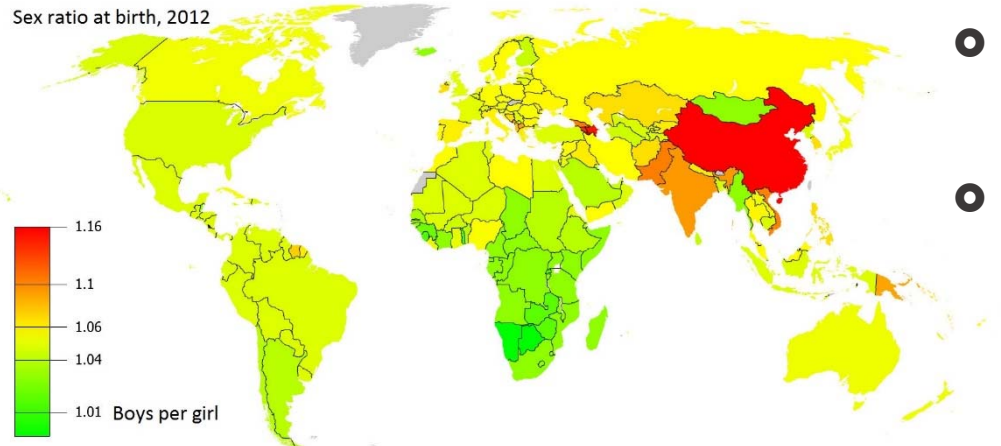 Sex ratio at birth, 2012
1.16
1.1
1.06
1.04
1.01 Boys per girl